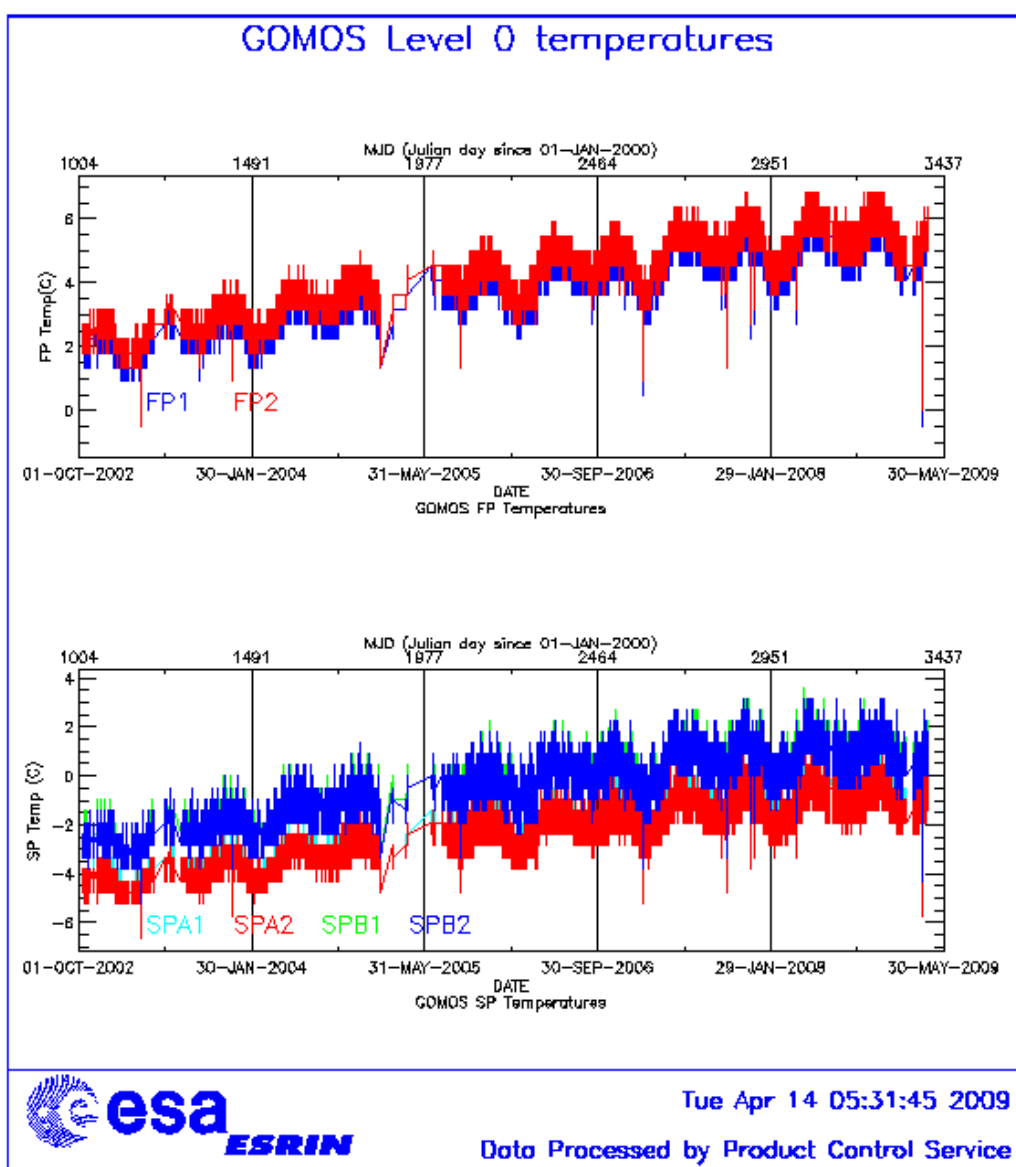 GOMOS Level 0 temperatures
MJD (Julian day since 01-JAN-2000)
1004 1491 1977 2464 2951 3437
FP Temp(C)
6
4
2
0
FP1 FP2
01-OCT-2002 30-JAN-2004 31-MAY-2005 30-SEP-2006 29-JAN-2008 30-MAY-2009
DATE
GOMOS FP Temperatures
MJD (Julian day since 01-JAN-2000)
1004 1491 1977 2464 2951 3437
SP Temp (C)
4
2
0
-2
-4
-6
SPA1 SPA2 SPB1 SPB2
01-OCT-2002 30-JAN-2004 31-MAY-2005 30-SEP-2006 29-JAN-2008 30-MAY-2009
DATE
GOMOS SP Temperatures
esa
ESRIN
Tue Apr 14 05:31:45 2009
Data Processed by Product Control Service